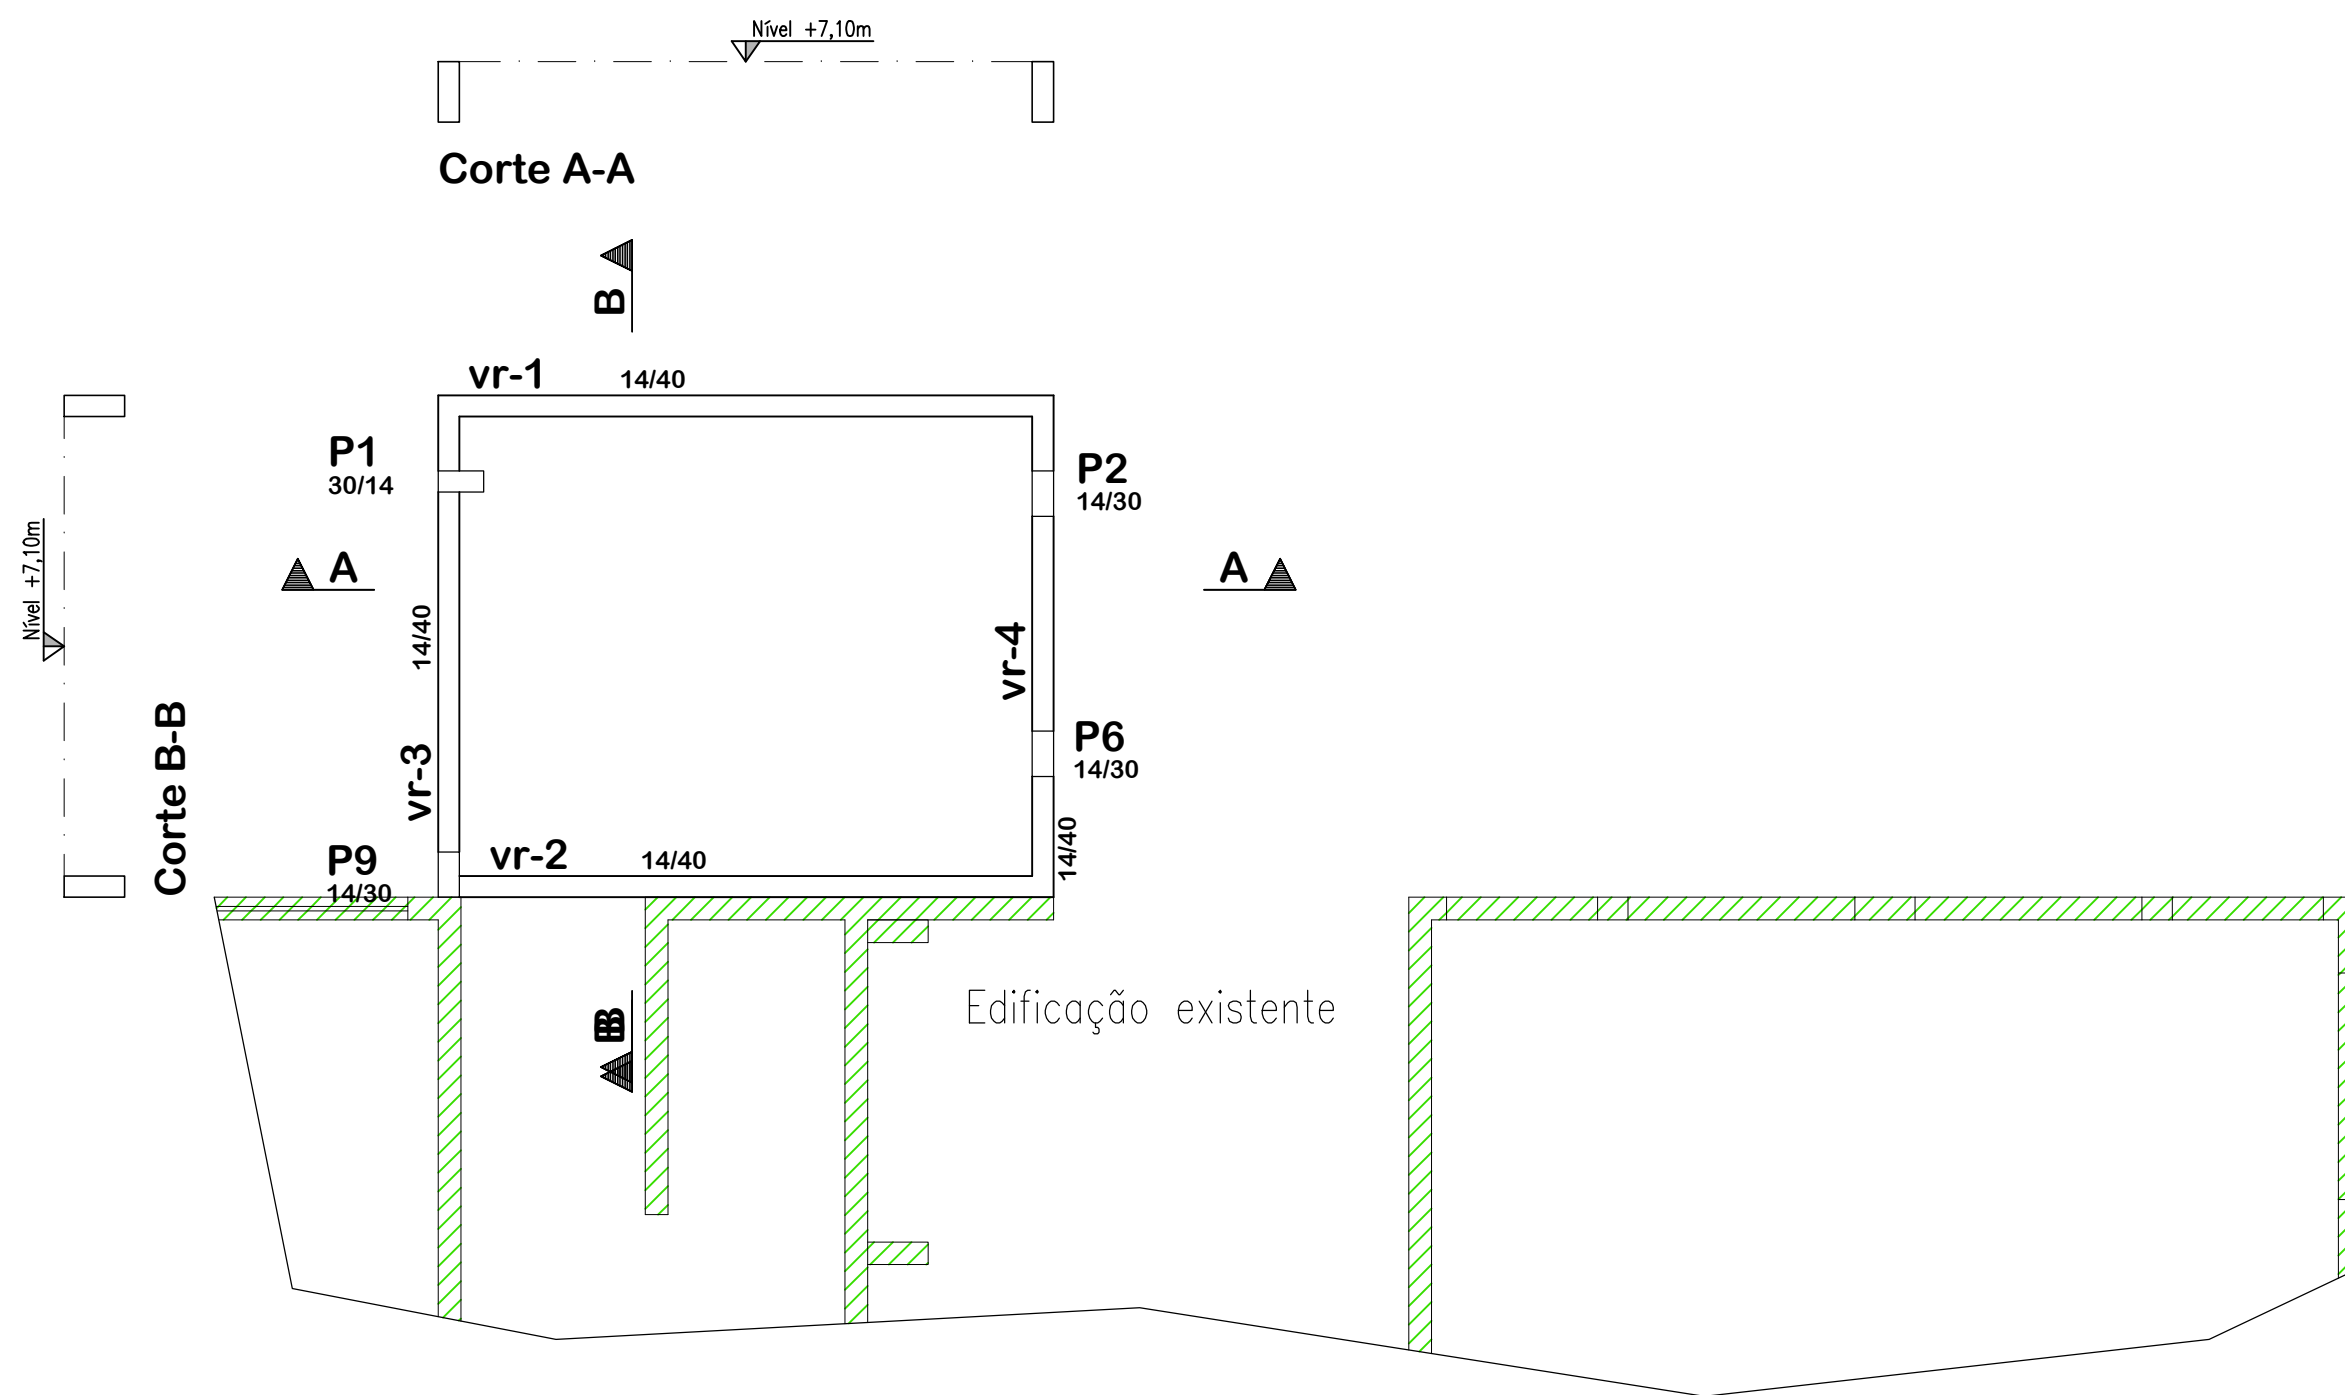 Nível +7,10m
Corte A-A
B
vr-1
14/40
P1
30/14
P2
14/30
A
A
Nível +7,10m
14/40
vr-4
Corte B-B
vr-3
P6
14/30
14/40
P9
14/30
vr-2
14/40
Edificação existente
B
B